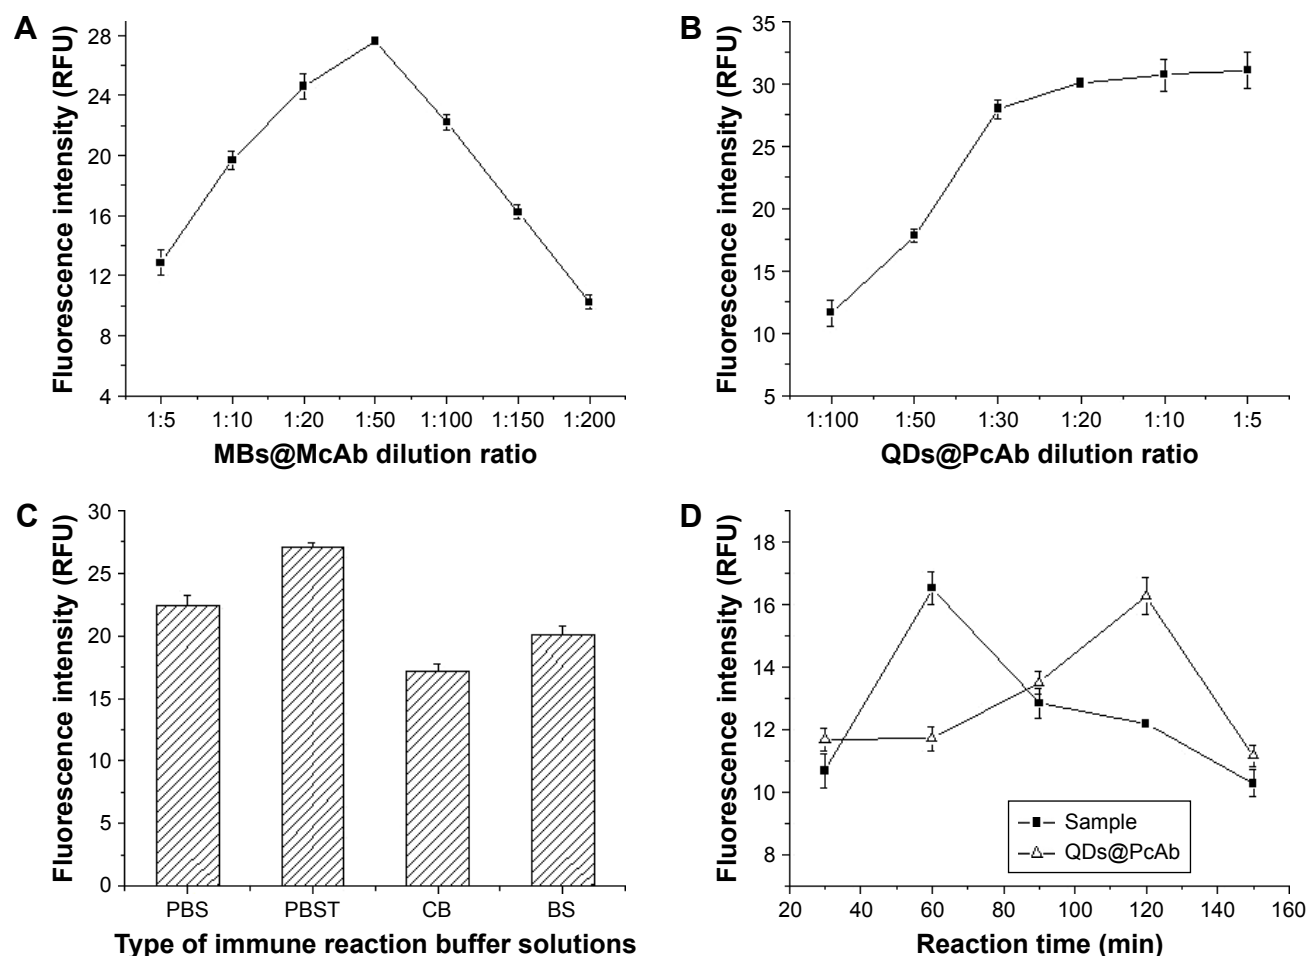 A
Fluorescence intensity (RFU)
28
24
20
16
12
8
4
1:5 1:10 1:20 1:50 1:100 1:150 1:200
MBs@McAb dilution ratio
B
Fluorescence intensity (RFU)
35
30
25
20
15
10
5
1:100 1:50 1:30 1:20 1:10 1:5
QDs@PcAb dilution ratio
C
Fluorescence intensity (RFU)
30
25
20
15
10
5
0
PBS PBST CB BS
Type of immune reaction buffer solutions
D
Fluorescence intensity (RFU)
18
16
14
12
10
8
Sample
QDs@PcAb
20 40 60 80 100 120 140 160
Reaction time (min)